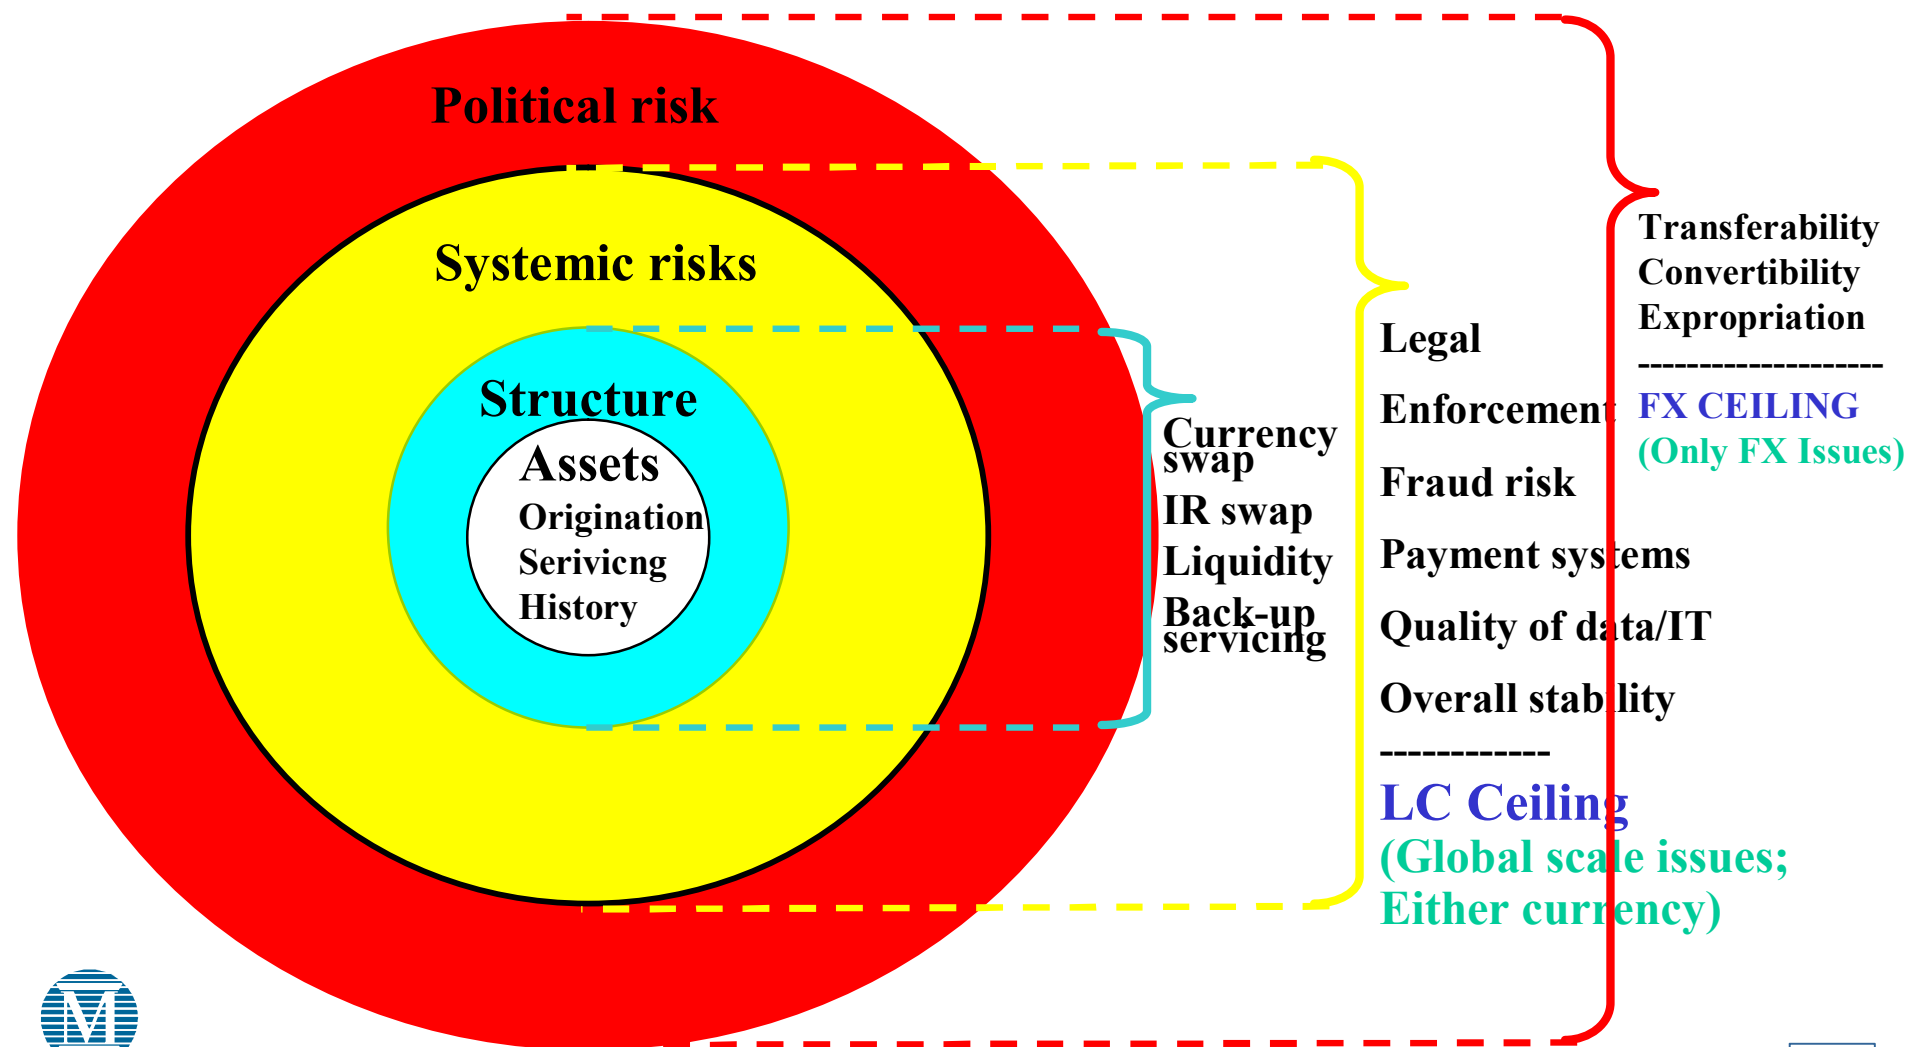 Political risk
Systemic risks
Structure
Assets
Origination
Serivicng
History
Currency
swap
IR swap
Liquidity
Back-up
servicing
Legal
Enforcement
Fraud risk
Payment systems
Quality of data/IT
Overall stability
------------
LC Ceiling
(Global scale issues;
Either currency)
Transferability
Convertibility
Expropriation
--------------------
FX CEILING
(Only FX Issues)
M